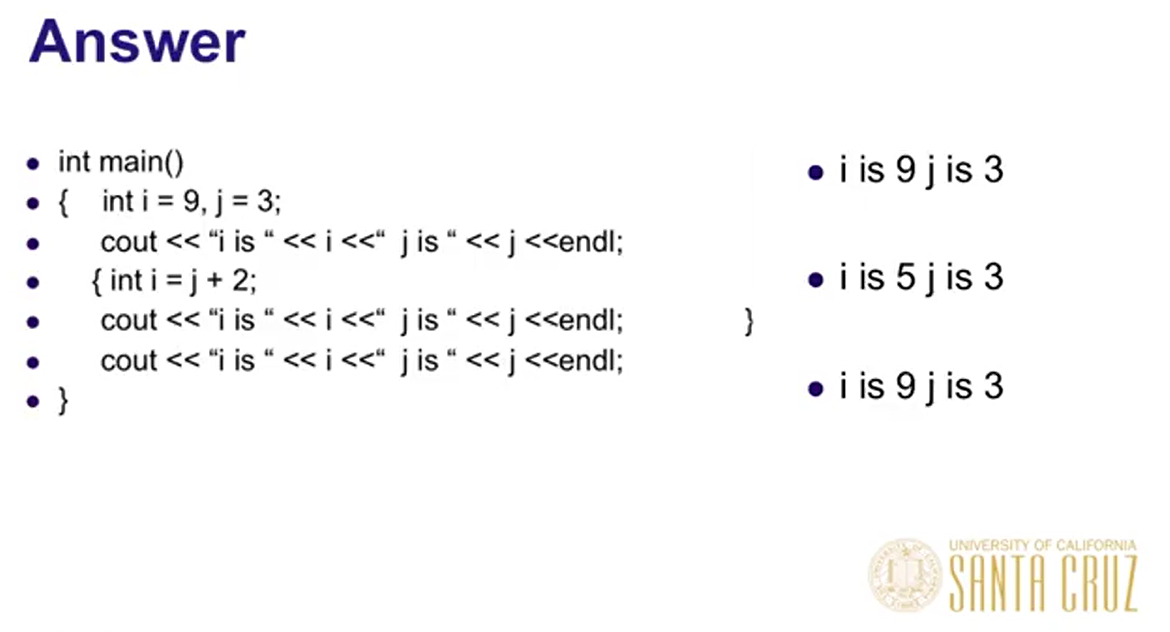 Answer
int main()
{ int i = 9, j = 3;
cout << “i is “ << i <<“ j is “ << j <<endl;
{ int i = j + 2;
cout << “i is “ << i <<“ j is “ << j <<endl; }
cout << “i is “ << i <<“ j is “ << j <<endl;
}
i is 9 j is 3
i is 5 j is 3
i is 9 j is 3
UNIVERSITY OF CALIFORNIA
SANTA CRUZ